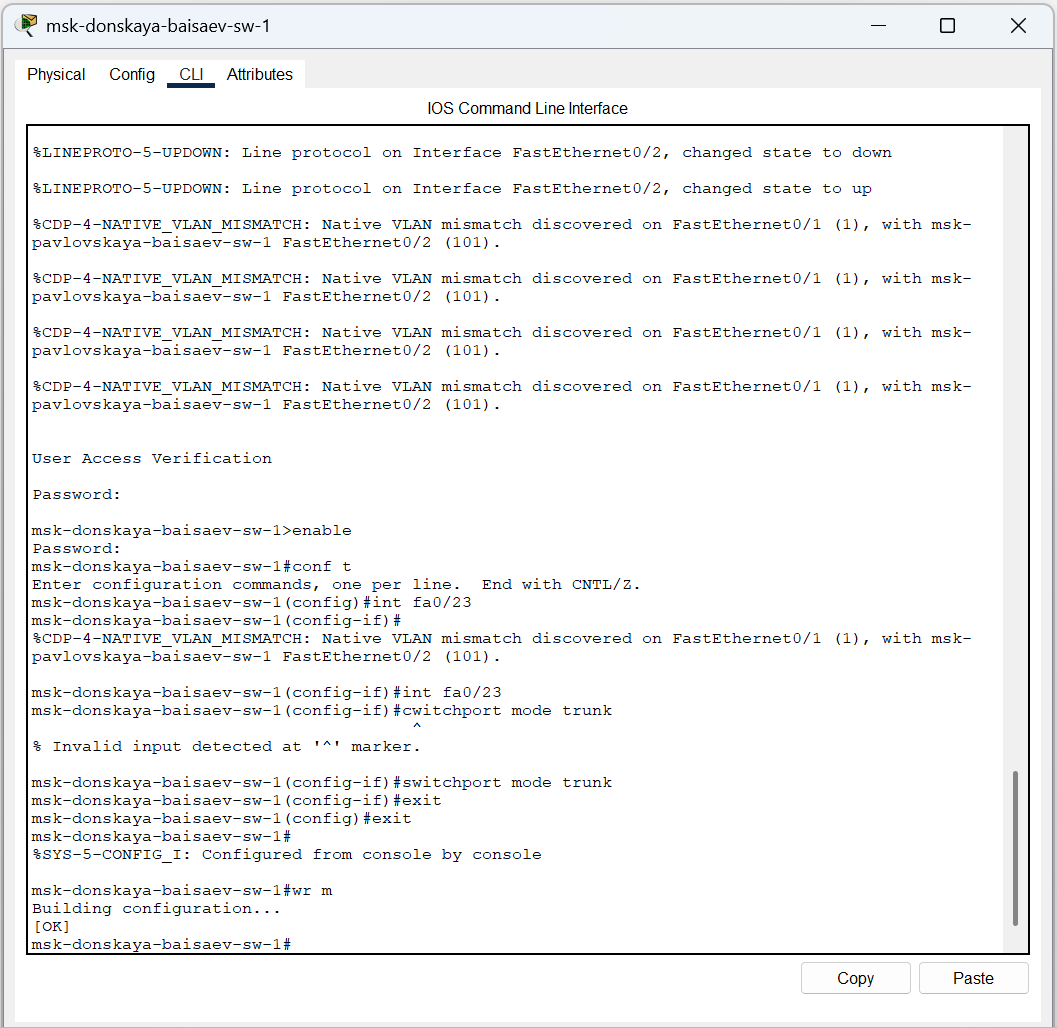 msk-donskaya-baisaev-sw-1
Physical Config CLI Attributes
IOS Command Line Interface
%LINEPROTO-5-UPDOWN: Line protocol on Interface FastEthernet0/2, changed state to down
%LINEPROTO-5-UPDOWN: Line protocol on Interface FastEthernet0/2, changed state to up
%CDP-4-NATIVE_VLAN_MISMATCH: Native VLAN mismatch discovered on FastEthernet0/1 (1), with msk-
pavlovskaya-baisaev-sw-1 FastEthernet0/2 (101).
%CDP-4-NATIVE_VLAN_MISMATCH: Native VLAN mismatch discovered on FastEthernet0/1 (1), with msk-
pavlovskaya-baisaev-sw-1 FastEthernet0/2 (101).
%CDP-4-NATIVE_VLAN_MISMATCH: Native VLAN mismatch discovered on FastEthernet0/1 (1), with msk-
pavlovskaya-baisaev-sw-1 FastEthernet0/2 (101).
%CDP-4-NATIVE_VLAN_MISMATCH: Native VLAN mismatch discovered on FastEthernet0/1 (1), with msk-
pavlovskaya-baisaev-sw-1 FastEthernet0/2 (101).
User Access Verification
Password:
msk-donskaya-baisaev-sw-1>enable
Password:
msk-donskaya-baisaev-sw-1#conf t
Enter configuration commands, one per line.  End with CNTL/Z.
msk-donskaya-baisaev-sw-1(config)#int fa0/23
msk-donskaya-baisaev-sw-1(config-if)#
%CDP-4-NATIVE_VLAN_MISMATCH: Native VLAN mismatch discovered on FastEthernet0/1 (1), with msk-
pavlovskaya-baisaev-sw-1 FastEthernet0/2 (101).
msk-donskaya-baisaev-sw-1(config-if)#int fa0/23
msk-donskaya-baisaev-sw-1(config-if)#cwitchport mode trunk
^
% Invalid input detected at '^' marker.
msk-donskaya-baisaev-sw-1(config-if)#switchport mode trunk
msk-donskaya-baisaev-sw-1(config-if)#exit
msk-donskaya-baisaev-sw-1(config)#exit
msk-donskaya-baisaev-sw-1#
%SYS-5-CONFIG_I: Configured from console by console
msk-donskaya-baisaev-sw-1#wr m
Building configuration...
[OK]
msk-donskaya-baisaev-sw-1#
Copy Paste